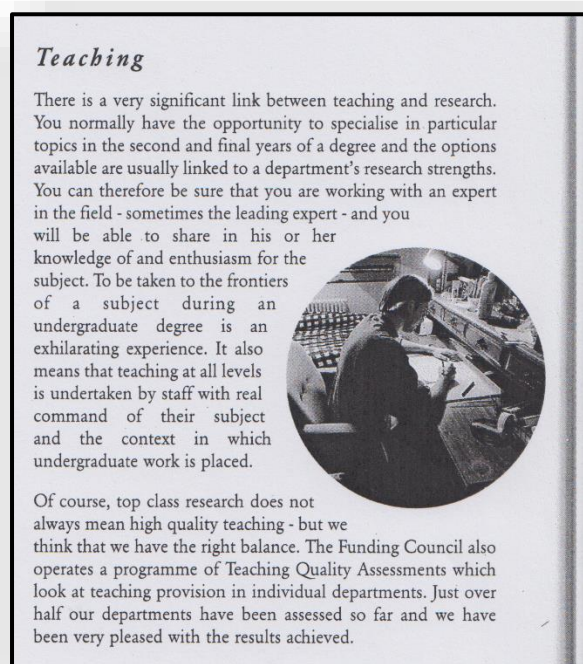 Teaching
There is a very significant link between teaching and research.
You normally have the opportunity to specialise in particular
topics in the second and final years of a degree and the options
available are usually linked to a department's research strengths.
You can therefore be sure that you are working with an expert
in the field - sometimes the leading expert - and you
will be able to share in his or her
knowledge of and enthusiasm for the
subject. To be taken to the frontiers
of a subject during an
undergraduate degree is an
exhilarating experience. It also
means that teaching at all levels
is undertaken by staff with real
command of their subject
and the context in which
undergraduate work is placed.
Of course, top class research does not
always mean high quality teaching - but we
think that we have the right balance. The Funding Council also
operates a programme of Teaching Quality Assessments which
look at teaching provision in individual departments. Just over
half our departments have been assessed so far and we have
been very pleased with the results achieved.